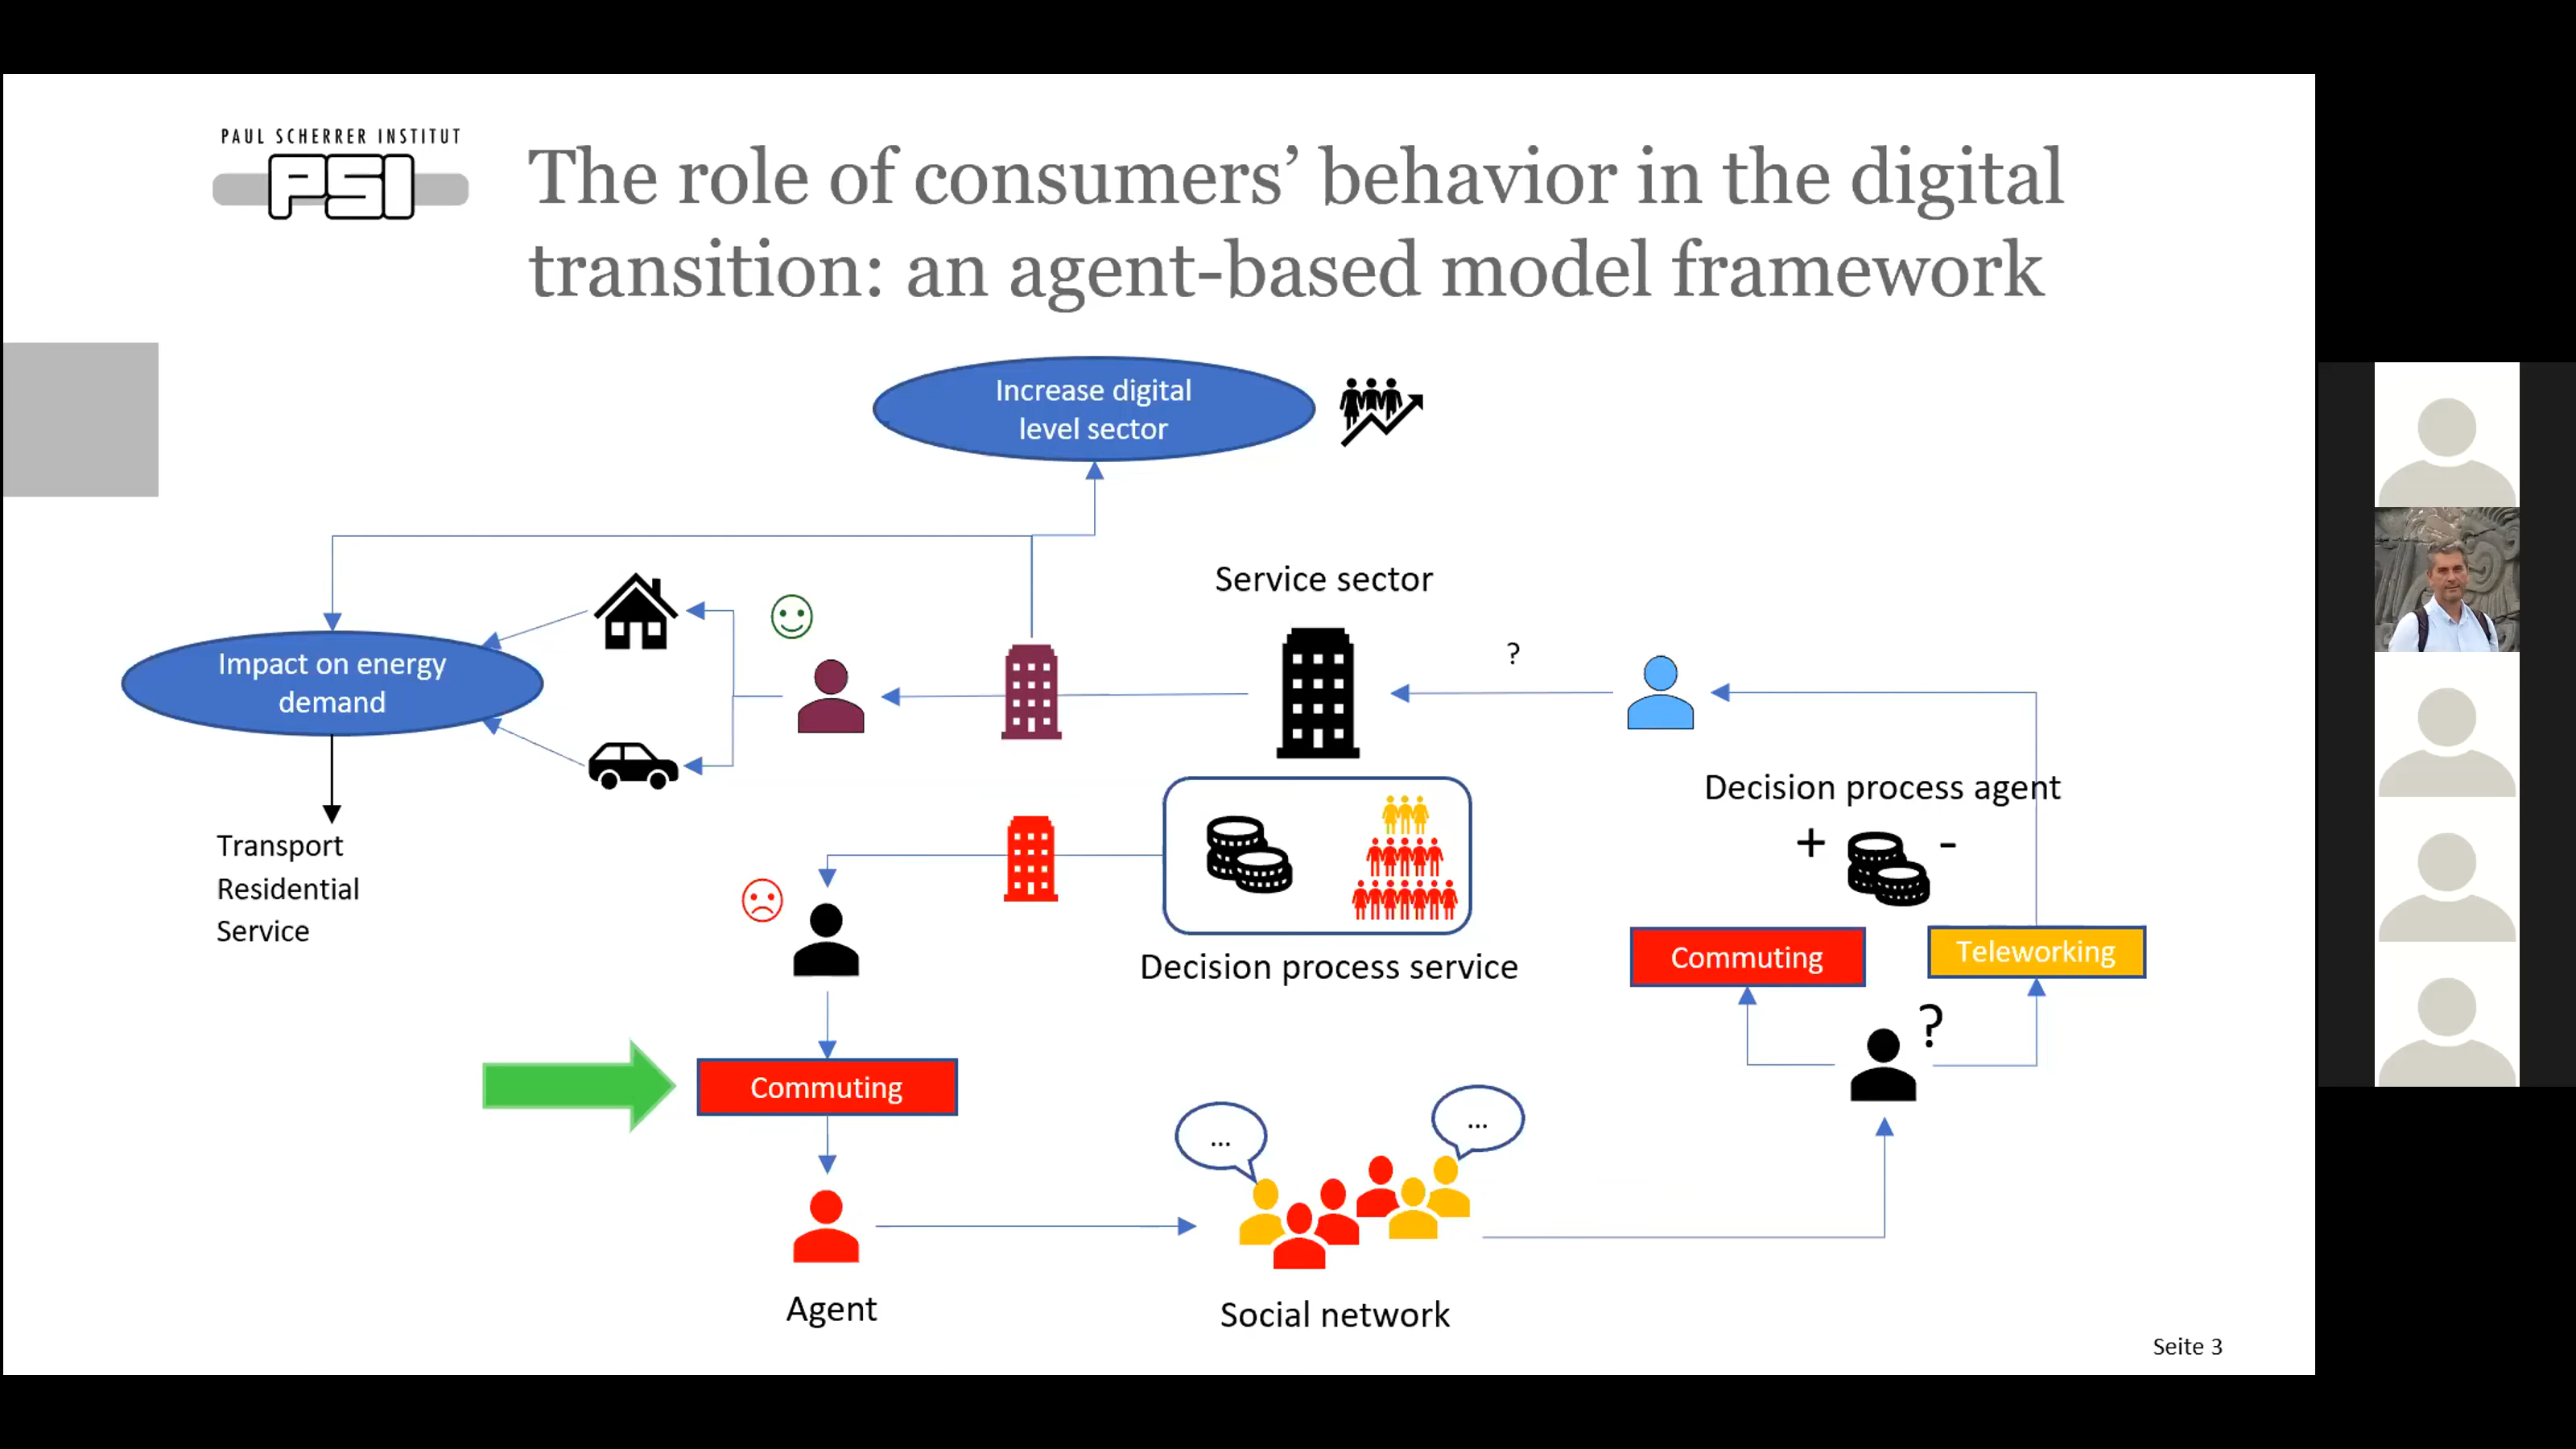 PAUL SCHERRER INSTITUT
PSI
The role of consumers’ behavior in the digital
transition: an agent-based model framework
Increase digital
level sector
Service sector
?
Impact on energy
demand
Decision process agent
+
-
Transport
Residential
Service
Decision process service
Commuting
Teleworking
?
Commuting
...
...
Agent
Social network
Seite 3